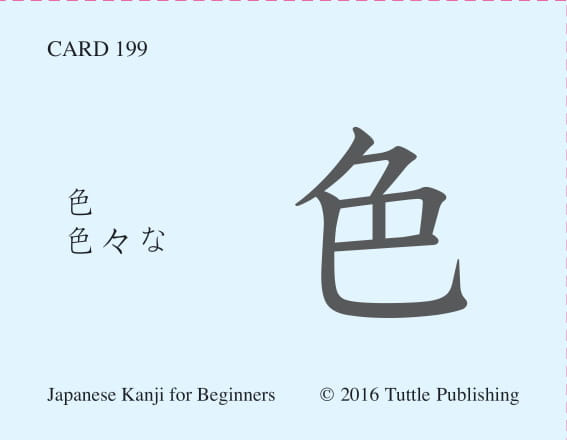 CARD 199
色
色々な
色
Japanese Kanji for Beginners © 2016 Tuttle Publishing